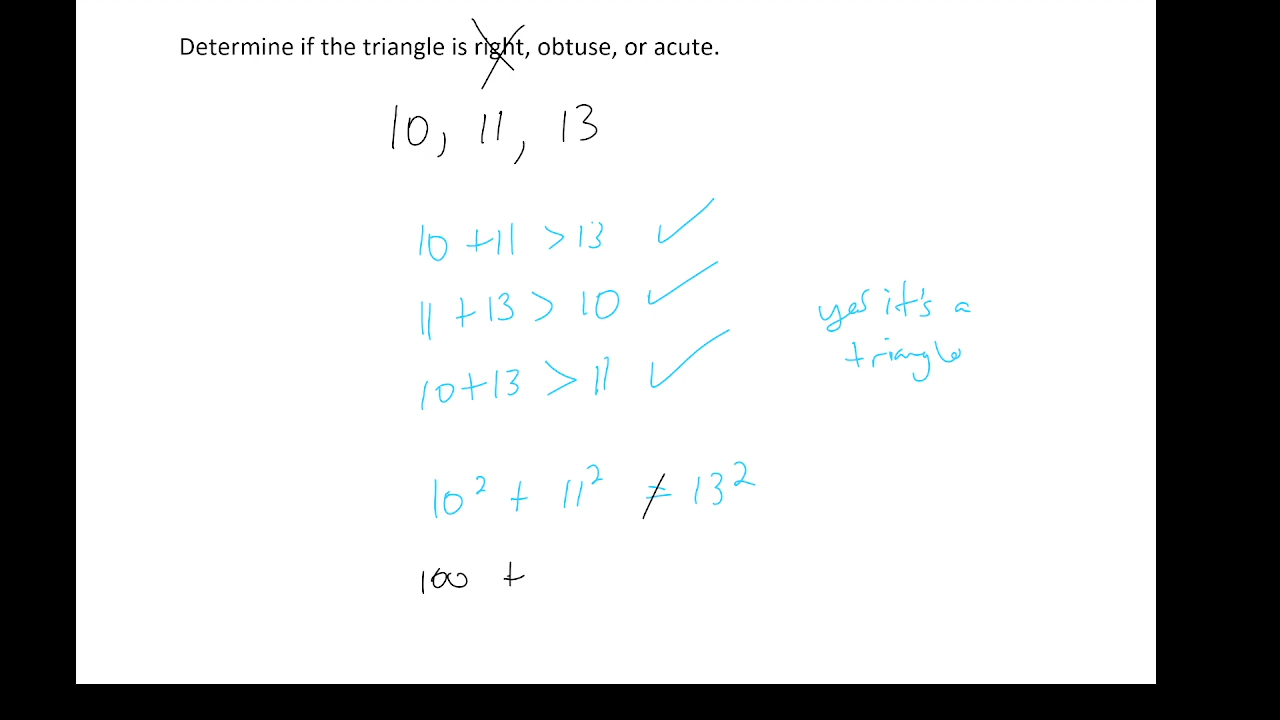 Determine if the triangle is right, obtuse, or acute.
10, 11, 13
10 + 11 > 13 ✓
11 + 13 > 10 ✓
10 + 13 > 11 ✓
yes it's a
triangle
10² + 11² ≠ 13²
100 +